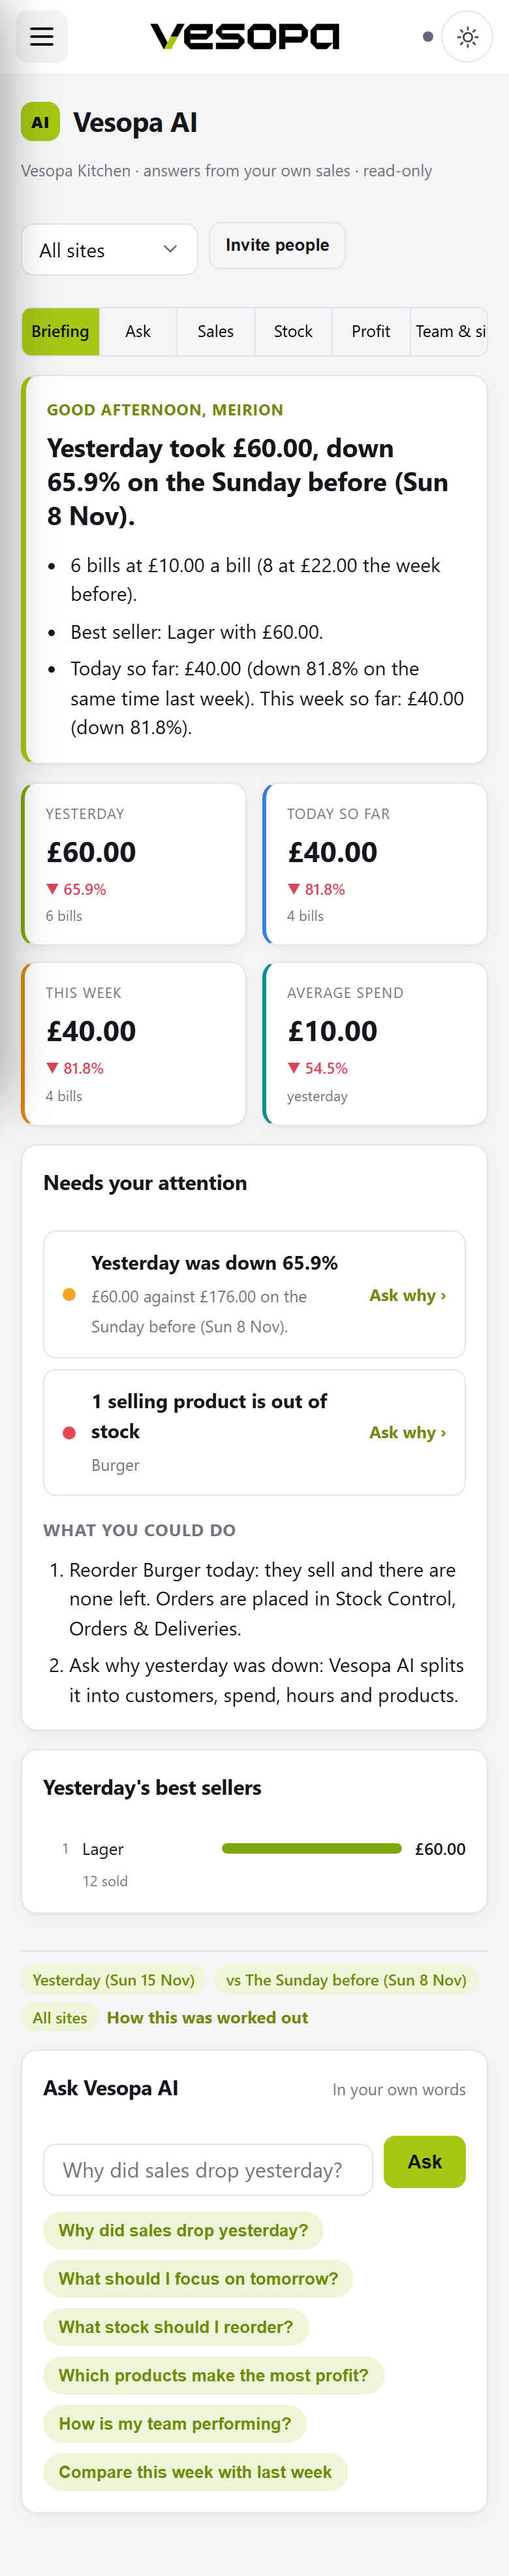 vesopa
AI Vesopa AI
Vesopa Kitchen · answers from your own sales · read-only
All sites
Invite people
Briefing Ask Sales Stock Profit Team & si
GOOD AFTERNOON, MEIRION
Yesterday took £60.00, down
65.9% on the Sunday before (Sun
8 Nov).
• 6 bills at £10.00 a bill (8 at £22.00 the week
before).
• Best seller: Lager with £60.00.
• Today so far: £40.00 (down 81.8% on the
same time last week). This week so far: £40.00
(down 81.8%).
YESTERDAY
£60.00
▼ 65.9%
6 bills
TODAY SO FAR
£40.00
▼ 81.8%
4 bills
THIS WEEK
£40.00
▼ 81.8%
4 bills
AVERAGE SPEND
£10.00
▼ 54.5%
yesterday
Needs your attention
Yesterday was down 65.9%
£60.00 against £176.00 on the
Sunday before (Sun 8 Nov).
Ask why ›
1 selling product is out of
stock
Burger
Ask why ›
WHAT YOU COULD DO
1. Reorder Burger today: they sell and there are
none left. Orders are placed in Stock Control,
Orders & Deliveries.
2. Ask why yesterday was down: Vesopa AI splits
it into customers, spend, hours and products.
Yesterday's best sellers
1 Lager £60.00
12 sold
Yesterday (Sun 15 Nov) vs The Sunday before (Sun 8 Nov)
All sites How this was worked out
Ask Vesopa AI In your own words
Why did sales drop yesterday? Ask
Why did sales drop yesterday?
What should I focus on tomorrow?
What stock should I reorder?
Which products make the most profit?
How is my team performing?
Compare this week with last week